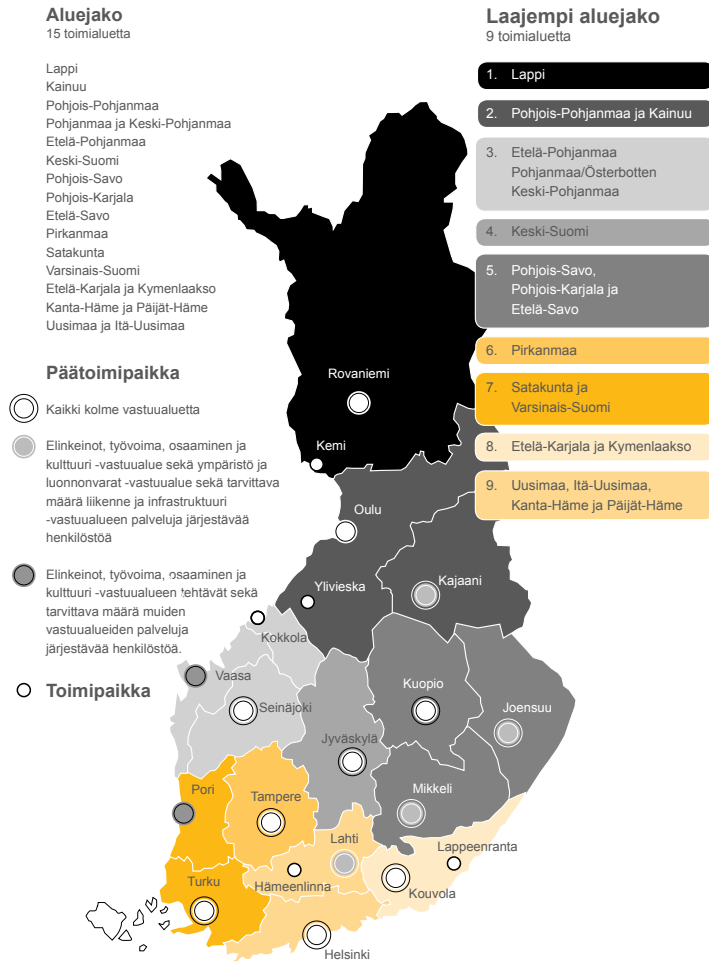 Aluejako
15 toimialuetta
Lappi
Kainuu
Pohjois-Pohjanmaa
Pohjanmaa ja Keski-Pohjanmaa
Etelä-Pohjanmaa
Keski-Suomi
Pohjois-Savo
Pohjois-Karjala
Etelä-Savo
Pirkanmaa
Satakunta
Varsinais-Suomi
Etelä-Karjala ja Kymenlaakso
Kanta-Häme ja Päijät-Häme
Uusimaa ja Itä-Uusimaa
Päätoimipaikka
Kaikki kolme vastuualuetta
Elinkeinot, työvoima, osaaminen ja
kulttuuri -vastuualue sekä ympäristö ja
luonnonvarat -vastuualue sekä tarvittava
määrä liikenne ja infrastruktuuri
-vastuualueen palveluja järjestävää
henkilöstöä
Elinkeinot, työvoima, osaaminen ja
kulttuuri -vastuualueen tehtävät sekä
tarvittava määrä muiden
vastuualueiden palveluja
järjestävää henkilöstöä.
Toimipaikka
Laajempi aluejako
9 toimialuetta
1. Lappi
2. Pohjois-Pohjanmaa ja Kainuu
3. Etelä-Pohjanmaa
Pohjanmaa/Österbotten
Keski-Pohjanmaa
4. Keski-Suomi
5. Pohjois-Savo,
Pohjois-Karjala ja
Etelä-Savo
6. Pirkanmaa
7. Satakunta ja
Varsinais-Suomi
8. Etelä-Karjala ja Kymenlaakso
9. Uusimaa, Itä-Uusimaa,
Kanta-Häme ja Päijät-Häme
Rovaniemi
Kemi
Oulu
Ylivieska
Kajaani
Kokkola
Vaasa
Seinäjoki
Kuopio
Joensuu
Jyväskylä
Mikkeli
Pori
Tampere
Lahti
Lappeenranta
Hämeenlinna
Kouvola
Turku
Helsinki